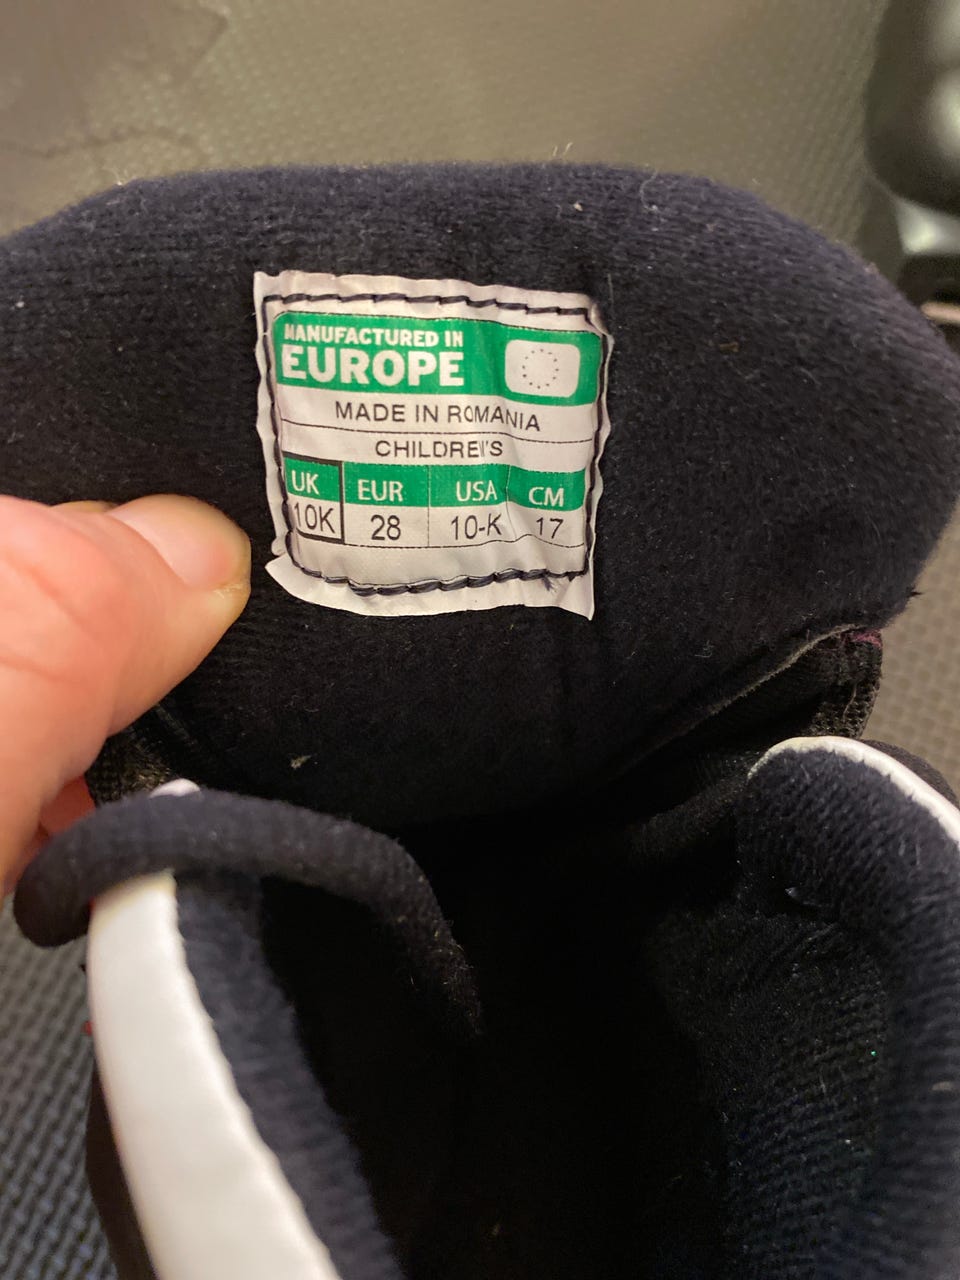 MANUFACTURED IN
EUROPE
MADE IN ROMANIA
CHILDREN'S
UK EUR USA CM
10K 28 10-K 17